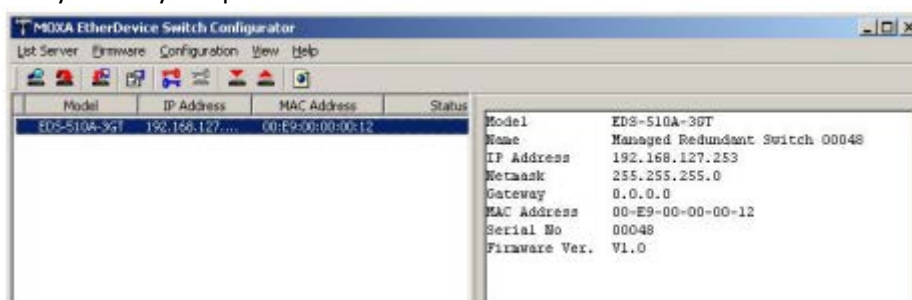 MOXA EtherDevice Switch Configurator
List Server Firmware Configuration View Help
Model IP Address MAC Address Status
EDS-510A-3GT 192.168.127.... 00:E9:00:00:00:12
Model EDS-510A-3GT
Name Managed Redundant Switch 00048
IP Address 192.168.127.253
Netmask 255.255.255.0
Gateway 0.0.0.0
MAC Address 00-E9-00-00-00-12
Serial No 00048
Firmware Ver. V1.0